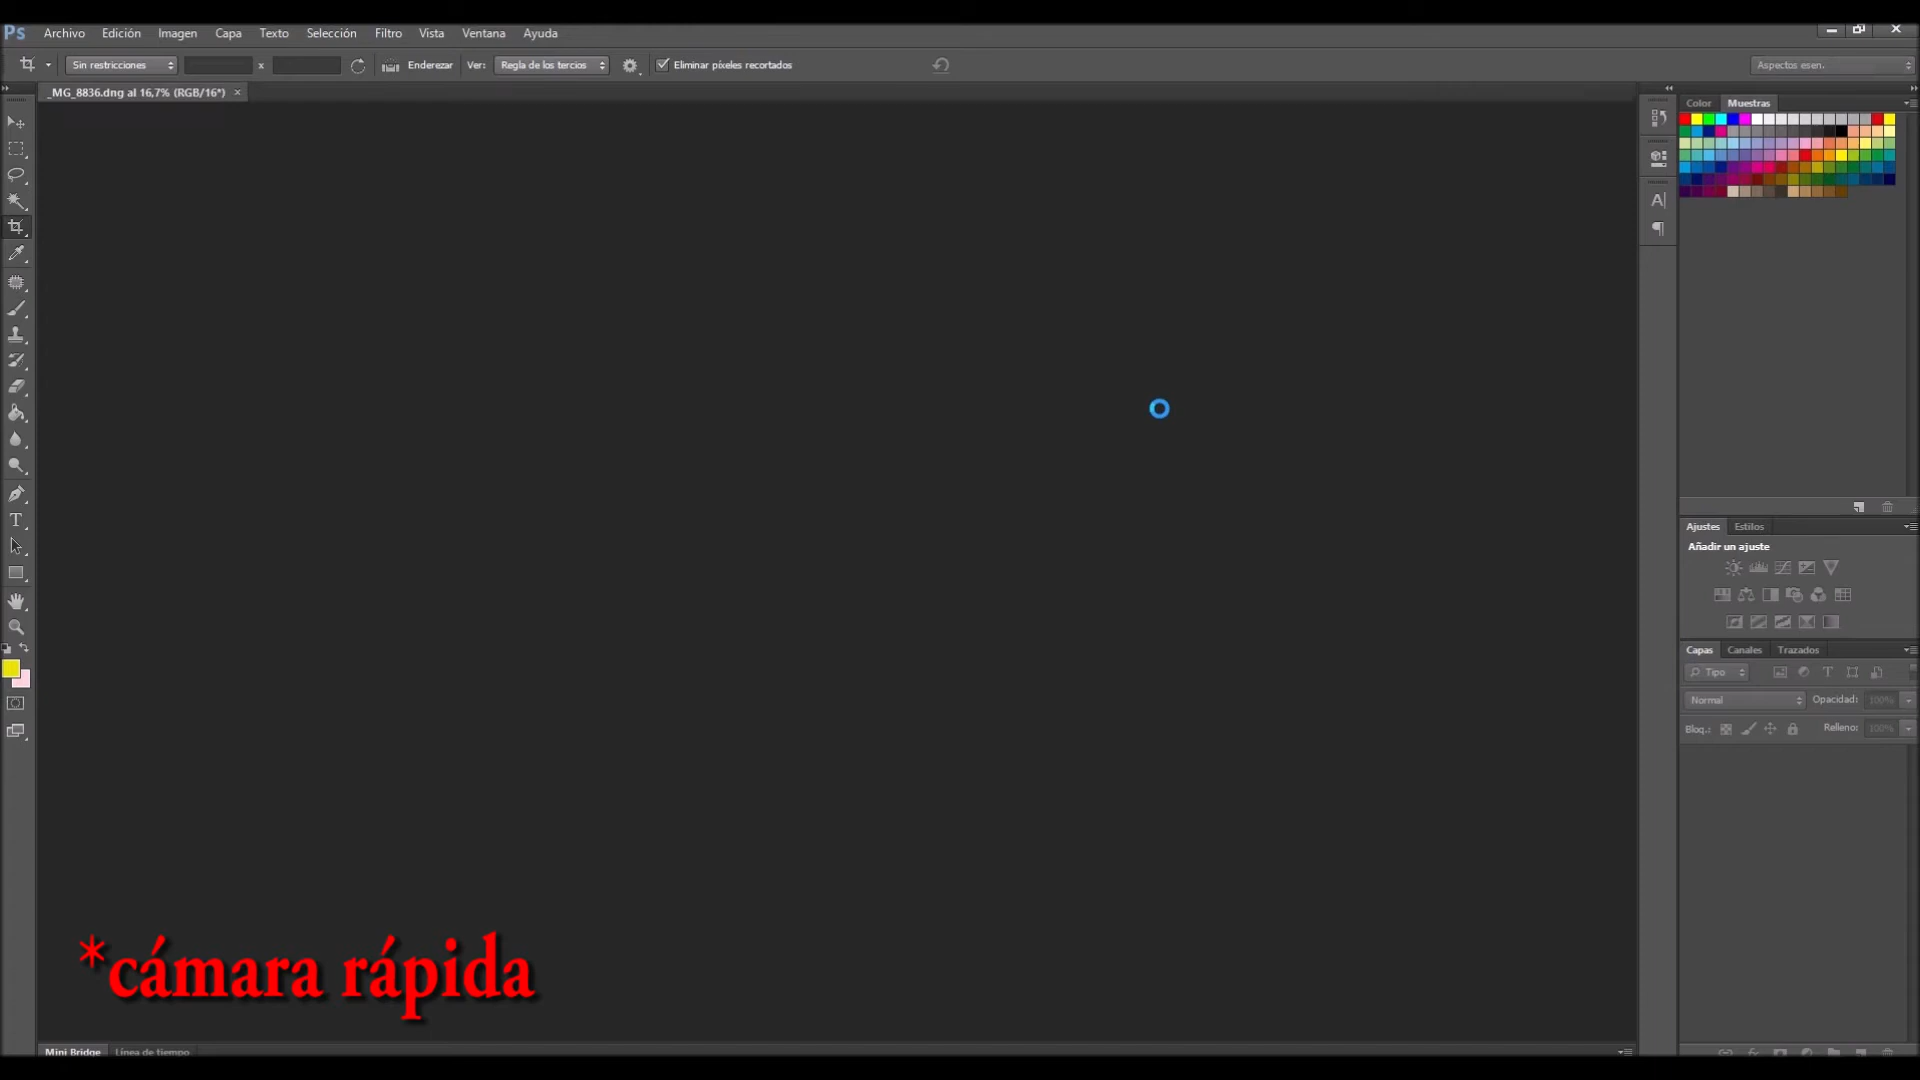 Ps Archivo Edición Imagen Capa Texto Selección Filtro Vista Ventana Ayuda
Sin restricciones x Enderezar Ver: Regla de los tercios Eliminar píxeles recortados Aspectos esen.
_MG_8836.dng al 16,7% (RGB/16*) ×
Color Muestras
Ajustes Estilos
Añadir un ajuste
Capas Canales Trazados
Tipo
Normal Opacidad: 100%
Bloq.: Relleno: 100%
*cámara rápida
Mini Bridge Línea de tiempo